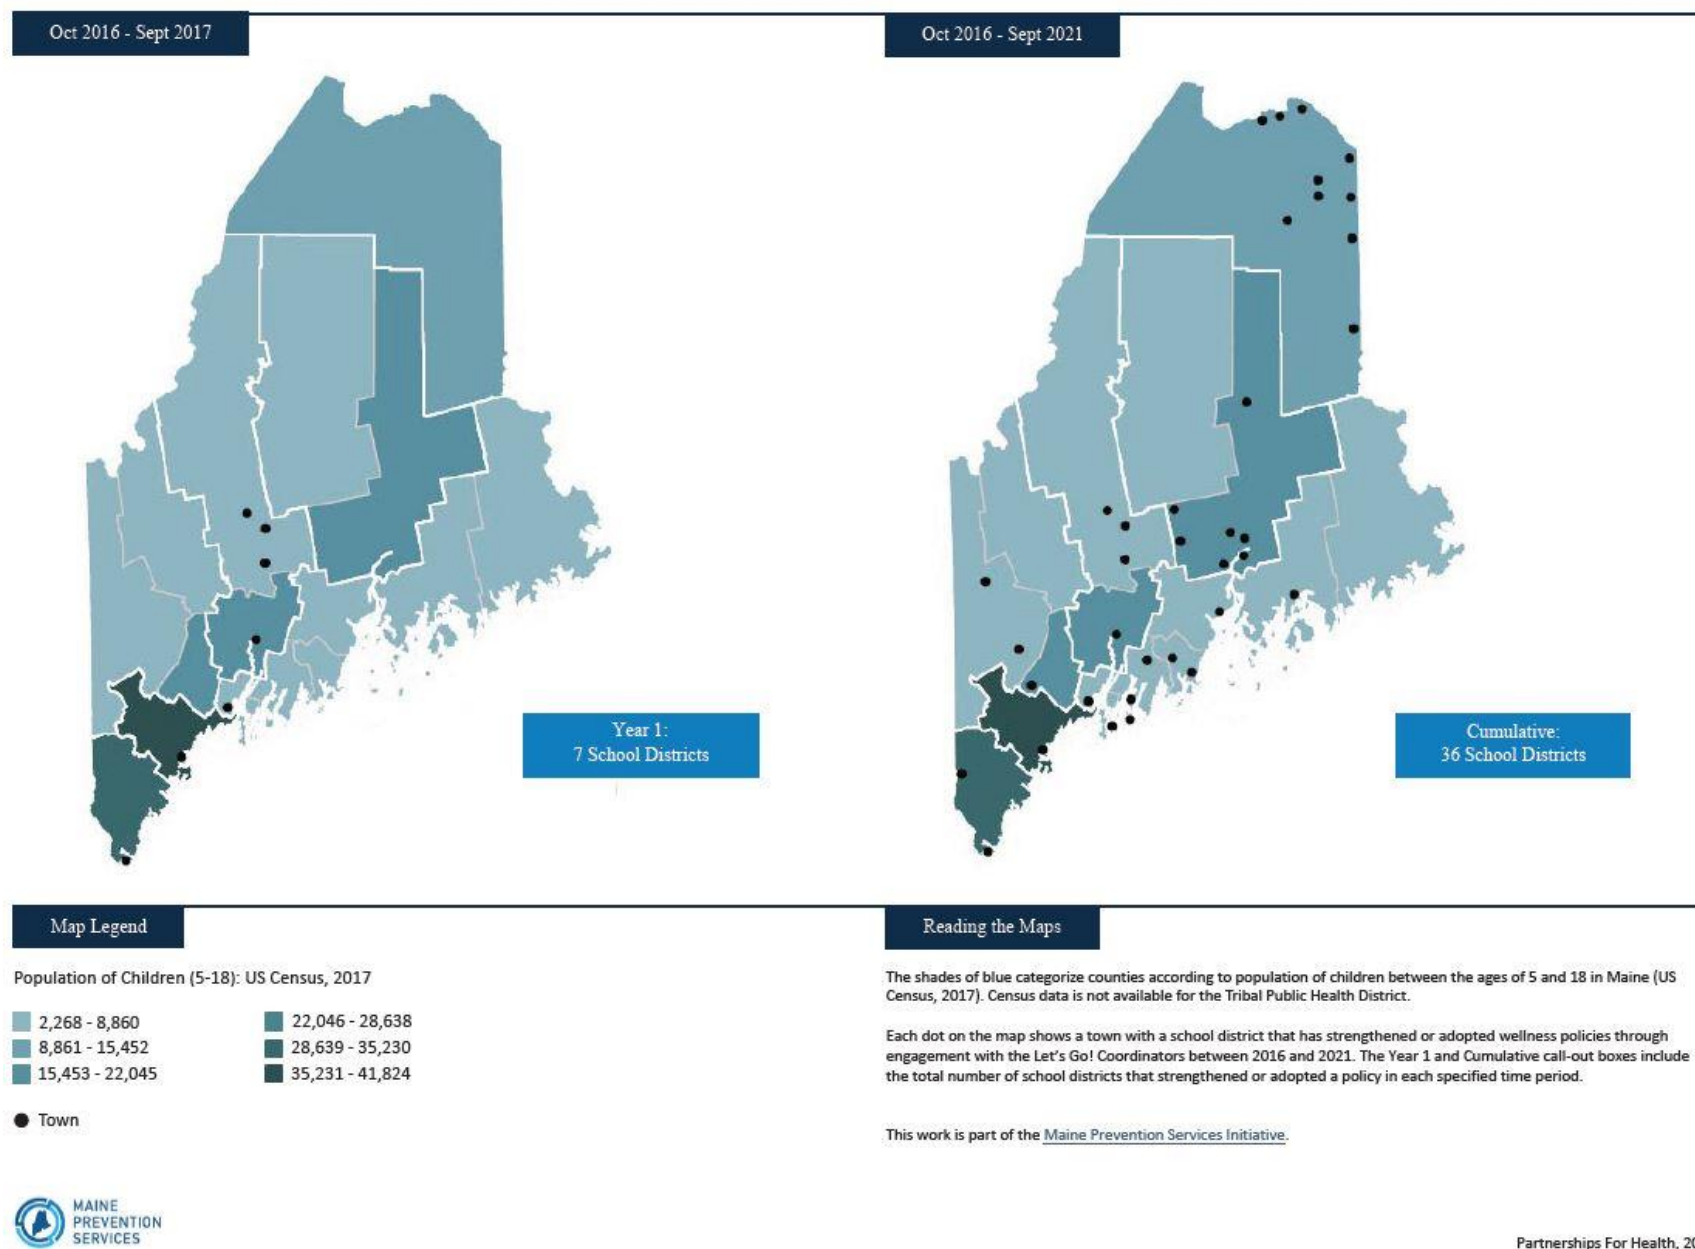 Oct 2016 - Sept 2017
Oct 2016 - Sept 2021
Year 1:
7 School Districts
Cumulative:
36 School Districts
Map Legend
Population of Children (5-18): US Census, 2017
2,268 - 8,860
8,861 - 15,452
15,453 - 22,045
22,046 - 28,638
28,639 - 35,230
35,231 - 41,824
Town
Reading the Maps
The shades of blue categorize counties according to population of children between the ages of 5 and 18 in Maine (US
Census, 2017). Census data is not available for the Tribal Public Health District.
Each dot on the map shows a town with a school district that has strengthened or adopted wellness policies through
engagement with the Let's Go! Coordinators between 2016 and 2021. The Year 1 and Cumulative call-out boxes include
the total number of school districts that strengthened or adopted a policy in each specified time period.
This work is part of the Maine Prevention Services Initiative.
MAINE
PREVENTION
SERVICES
Partnerships For Health,